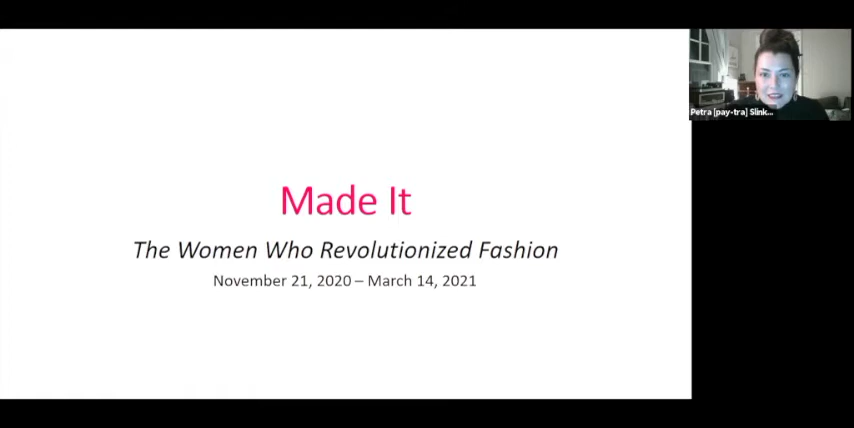 Made It
The Women Who Revolutionized Fashion
November 21, 2020 – March 14, 2021
Petra [pay-tra] Slink...